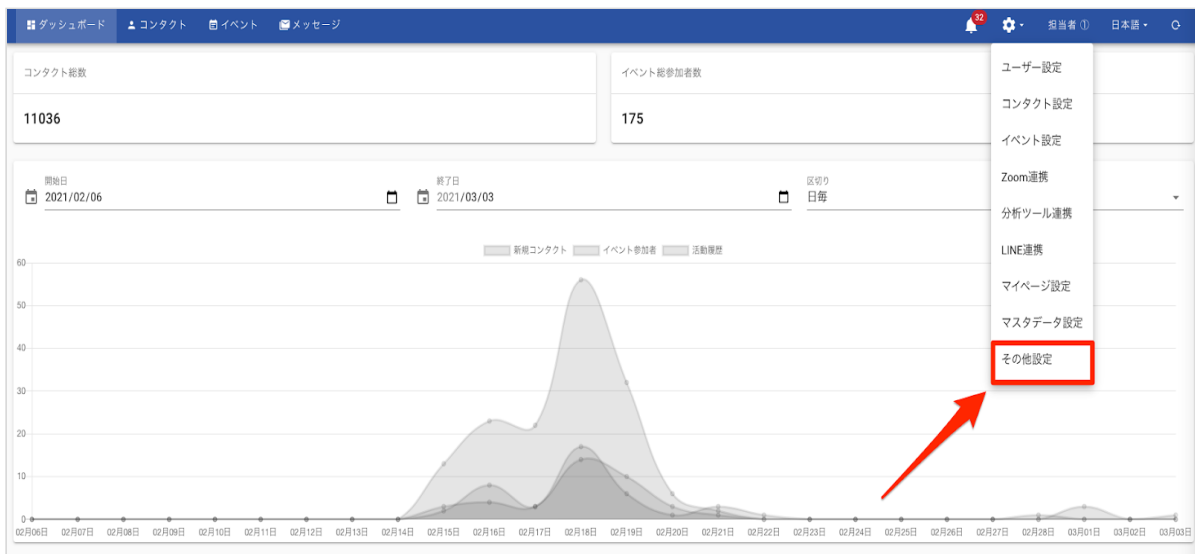 ダッシュボード コンタクト イベント メッセージ 32 担当者 ① 日本語
コンタクト総数
11036
イベント総参加者数
175
ユーザー設定
コンタクト設定
イベント設定
Zoom連携
分析ツール連携
LINE連携
マイページ設定
マスタデータ設定
その他設定
開始日
2021/02/06
終了日
2021/03/03
区切り
日毎
新規コンタクト イベント参加者 活動履歴
60
50
40
30
20
10
0
02月06日 02月07日 02月08日 02月09日 02月10日 02月11日 02月12日 02月13日 02月14日 02月15日 02月16日 02月17日 02月18日 02月19日 02月20日 02月21日 02月22日 02月23日 02月24日 02月25日 02月26日 02月27日 02月28日 03月01日 03月02日 03月03日